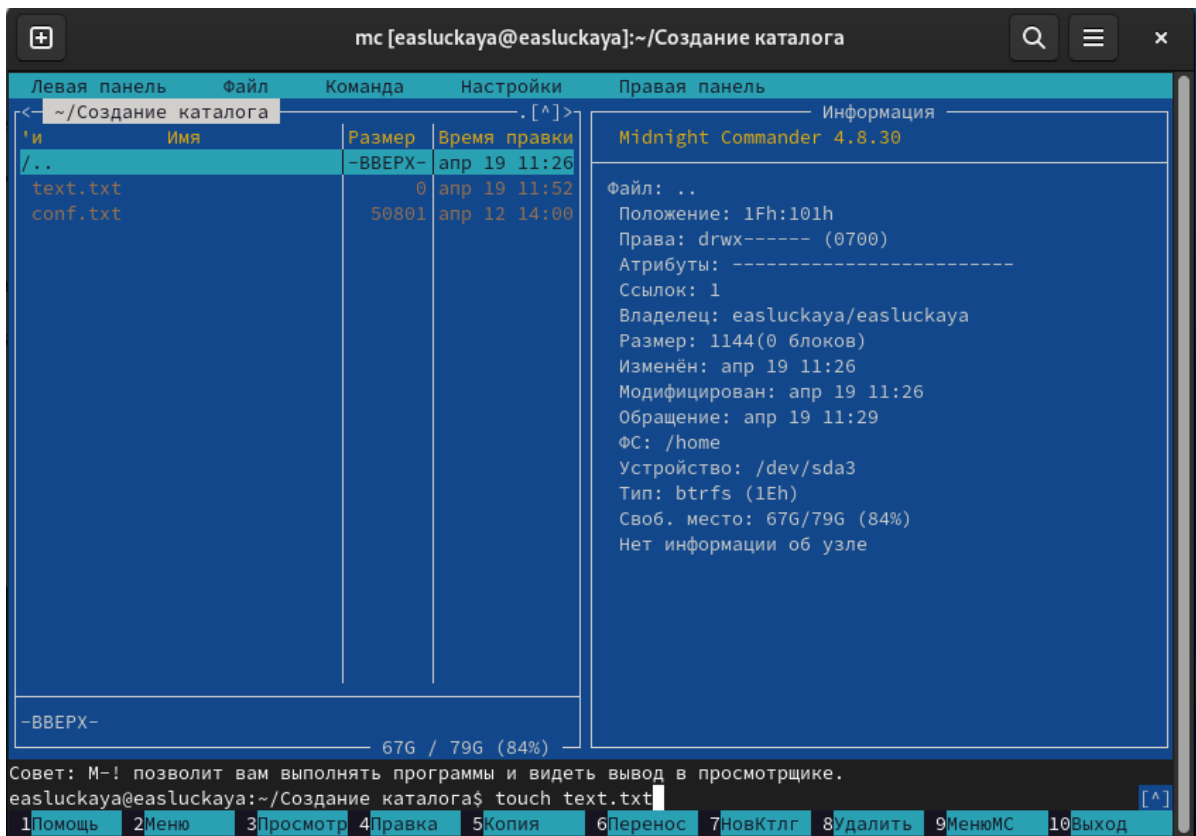 mc [easluckaya@easluckaya]:~/Создание каталога
Левая панель Файл Команда Настройки Правая панель
<─ ~/Создание каталога .[^]>
'и Имя Размер Время правки
/.. -ВВЕРХ- апр 19 11:26
text.txt 0 апр 19 11:52
conf.txt 50801 апр 12 14:00
-ВВЕРХ-
67G / 79G (84%)
Информация
Midnight Commander 4.8.30
Файл: ..
Положение: 1Fh:101h
Права: drwx------ (0700)
Атрибуты: -------------------------
Ссылок: 1
Владелец: easluckaya/easluckaya
Размер: 1144(0 блоков)
Изменён: апр 19 11:26
Модифицирован: апр 19 11:26
Обращение: апр 19 11:29
ФС: /home
Устройство: /dev/sda3
Тип: btrfs (1Eh)
Своб. место: 67G/79G (84%)
Нет информации об узле
Совет: M-! позволит вам выполнять программы и видеть вывод в просмотрщике.
easluckaya@easluckaya:~/Создание каталога$ touch text.txt [^]
1Помощь 2Меню 3Просмотр 4Правка 5Копия 6Перенос 7НовКтлг 8Удалить 9МенюMC 10Выход